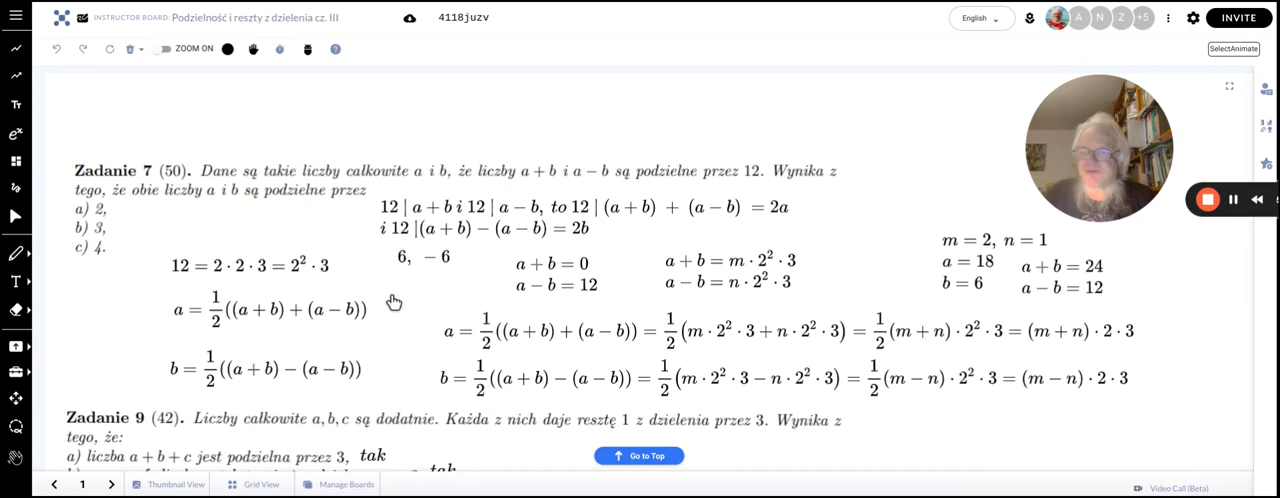 INSTRUCTOR BOARD: Podzielność i reszty z dzielenia cz. III
4118juzv
English
A N Z +5
INVITE
ZOOM ON
SelectAnimate
Zadanie 7 (50). Dane są takie liczby całkowite a i b, że liczby a + b i a − b są podzielne przez 12. Wynika z
tego, że obie liczby a i b są podzielne przez
a) 2,
b) 3,
c) 4.
12 | a + b i 12 | a − b, to 12 | (a + b) + (a − b) = 2a
i 12 |(a + b) − (a − b) = 2b
6, − 6
12 = 2 · 2 · 3 = 2² · 3
a + b = 0
a − b = 12
a + b = m · 2² · 3
a − b = n · 2² · 3
m = 2, n = 1
a = 18
b = 6
a + b = 24
a − b = 12
a = 1/2((a + b) + (a − b))
b = 1/2((a + b) − (a − b))
a = 1/2((a + b) + (a − b)) = 1/2(m · 2² · 3 + n · 2² · 3) = 1/2(m + n) · 2² · 3 = (m + n) · 2 · 3
b = 1/2((a + b) − (a − b)) = 1/2(m · 2² · 3 − n · 2² · 3) = 1/2(m − n) · 2² · 3 = (m − n) · 2 · 3
Zadanie 9 (42). Liczby całkowite a, b, c są dodatnie. Każda z nich daje resztę 1 z dzielenia przez 3. Wynika z
tego, że:
a) liczba a + b + c jest podzielna przez 3, tak
tak
Go to Top
1
Thumbnail View
Grid View
Manage Boards
Video Call (Beta)